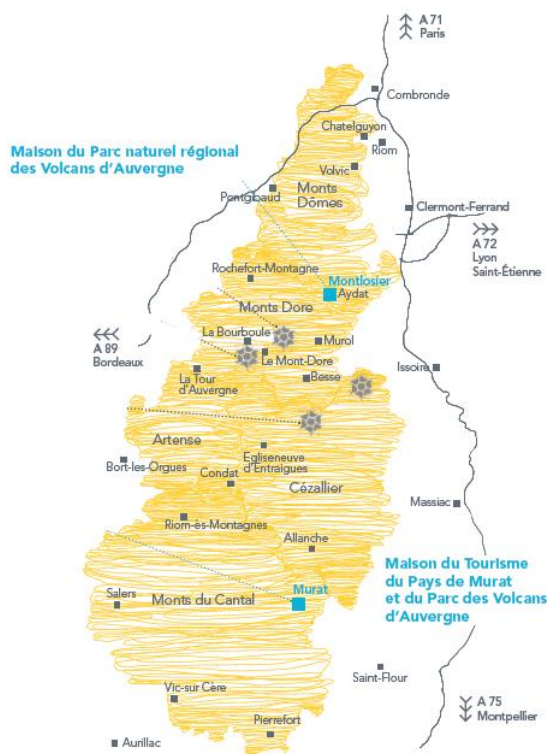 A 71
Paris
Combronde
Chatelguyon
Riom
Maison du Parc naturel régional
des Volcans d'Auvergne
Volvic
Monts
Dômes
Pontgibaud
Clermont-Ferrand
A 72
Lyon
Saint-Étienne
Rochefort-Montagne
Montlosier
Aydat
Monts Dore
La Bourboule
Murol
A 89
Bordeaux
Le Mont-Dore
La Tour
d'Auvergne
Besse
Issoire
Artense
Egliseneuve
d'Entraigues
Bort-les-Orgues
Condat
Cézallier
Massiac
Riom-ès-Montagnes
Allanche
Maison du Tourisme
du Pays de Murat
et du Parc des Volcans
d'Auvergne
Murat
Salers
Monts du Cantal
Saint-Flour
Vic-sur Cère
A 75
Montpellier
Pierrefort
Aurillac